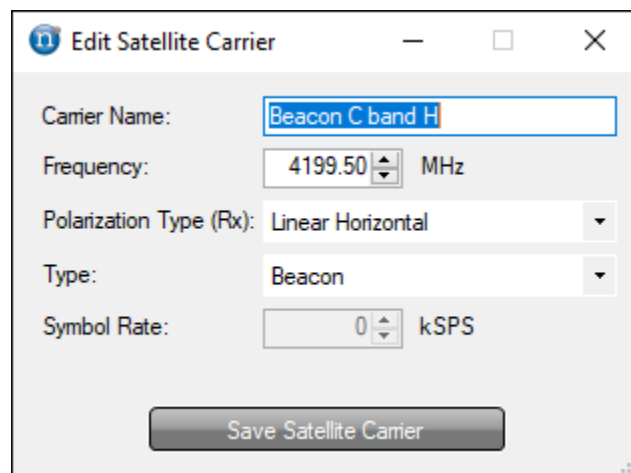 Edit Satellite Carrier
Carrier Name: Beacon C band H
Frequency: 4199.50 MHz
Polarization Type (Rx): Linear Horizontal
Type: Beacon
Symbol Rate: 0 kSPS
Save Satellite Carrier